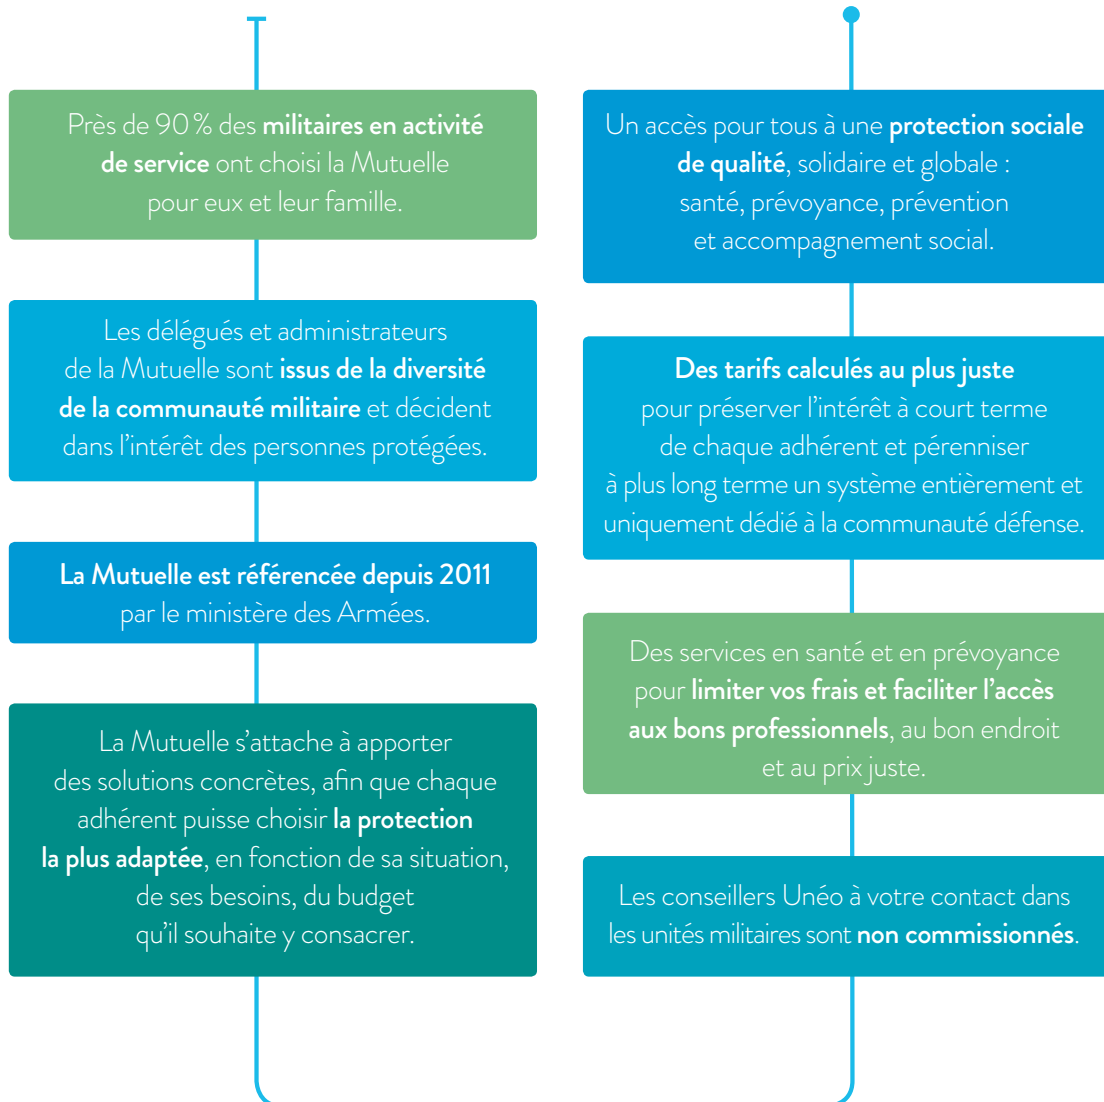 Près de 90 % des militaires en activité
de service ont choisi la Mutuelle
pour eux et leur famille.
Les délégués et administrateurs
de la Mutuelle sont issus de la diversité
de la communauté militaire et décident
dans l'intérêt des personnes protégées.
La Mutuelle est référencée depuis 2011
par le ministère des Armées.
La Mutuelle s'attache à apporter
des solutions concrètes, afin que chaque
adhérent puisse choisir la protection
la plus adaptée, en fonction de sa situation,
de ses besoins, du budget
qu'il souhaite y consacrer.
Un accès pour tous à une protection sociale
de qualité, solidaire et globale :
santé, prévoyance, prévention
et accompagnement social.
Des tarifs calculés au plus juste
pour préserver l'intérêt à court terme
de chaque adhérent et pérenniser
à plus long terme un système entièrement et
uniquement dédié à la communauté défense.
Des services en santé et en prévoyance
pour limiter vos frais et faciliter l'accès
aux bons professionnels, au bon endroit
et au prix juste.
Les conseillers Unéo à votre contact dans
les unités militaires sont non commissionnés.